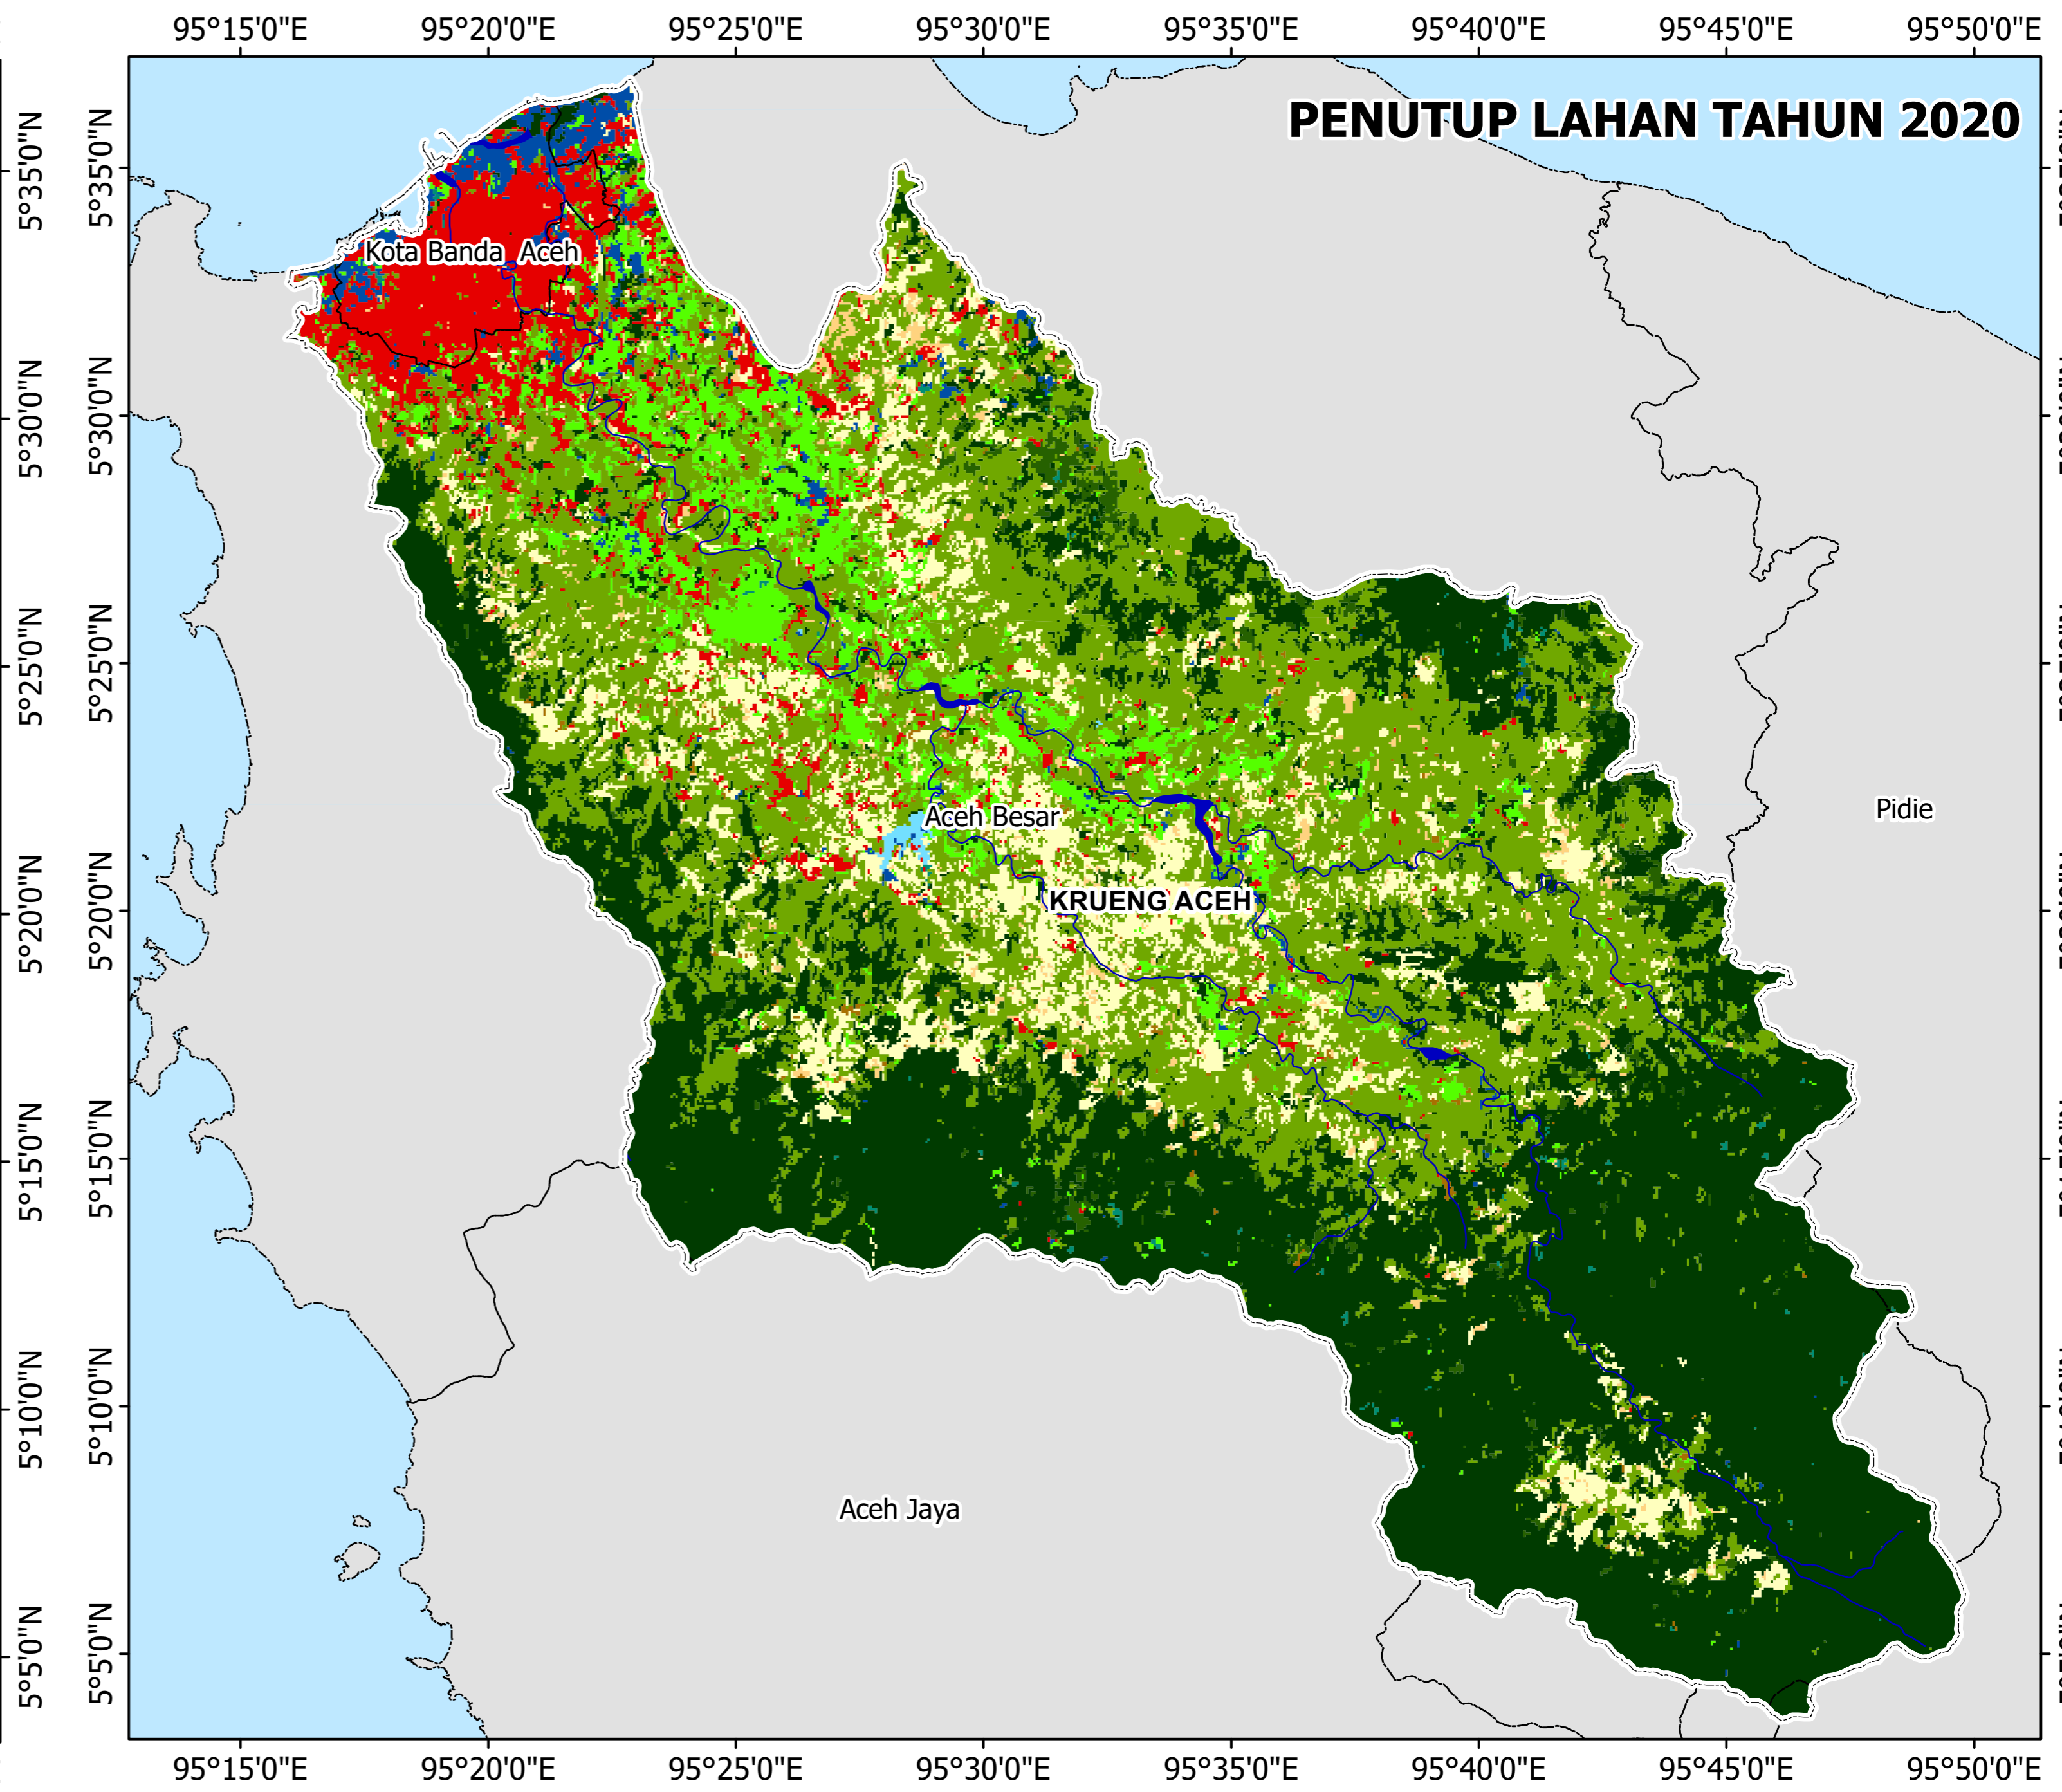 95°15'0"E 95°20'0"E 95°25'0"E 95°30'0"E 95°35'0"E 95°40'0"E 95°45'0"E 95°50'0"E
PENUTUP LAHAN TAHUN 2020
5°35'0"N 5°35'0"N
Kota Banda Aceh
5°30'0"N 5°30'0"N
5°25'0"N 5°25'0"N
Aceh Besar
Pidie
KRUENG ACEH
5°20'0"N 5°20'0"N
5°15'0"N 5°15'0"N
5°10'0"N 5°10'0"N
Aceh Jaya
5°5'0"N 5°5'0"N
95°15'0"E 95°20'0"E 95°25'0"E 95°30'0"E 95°35'0"E 95°40'0"E 95°45'0"E 95°50'0"E